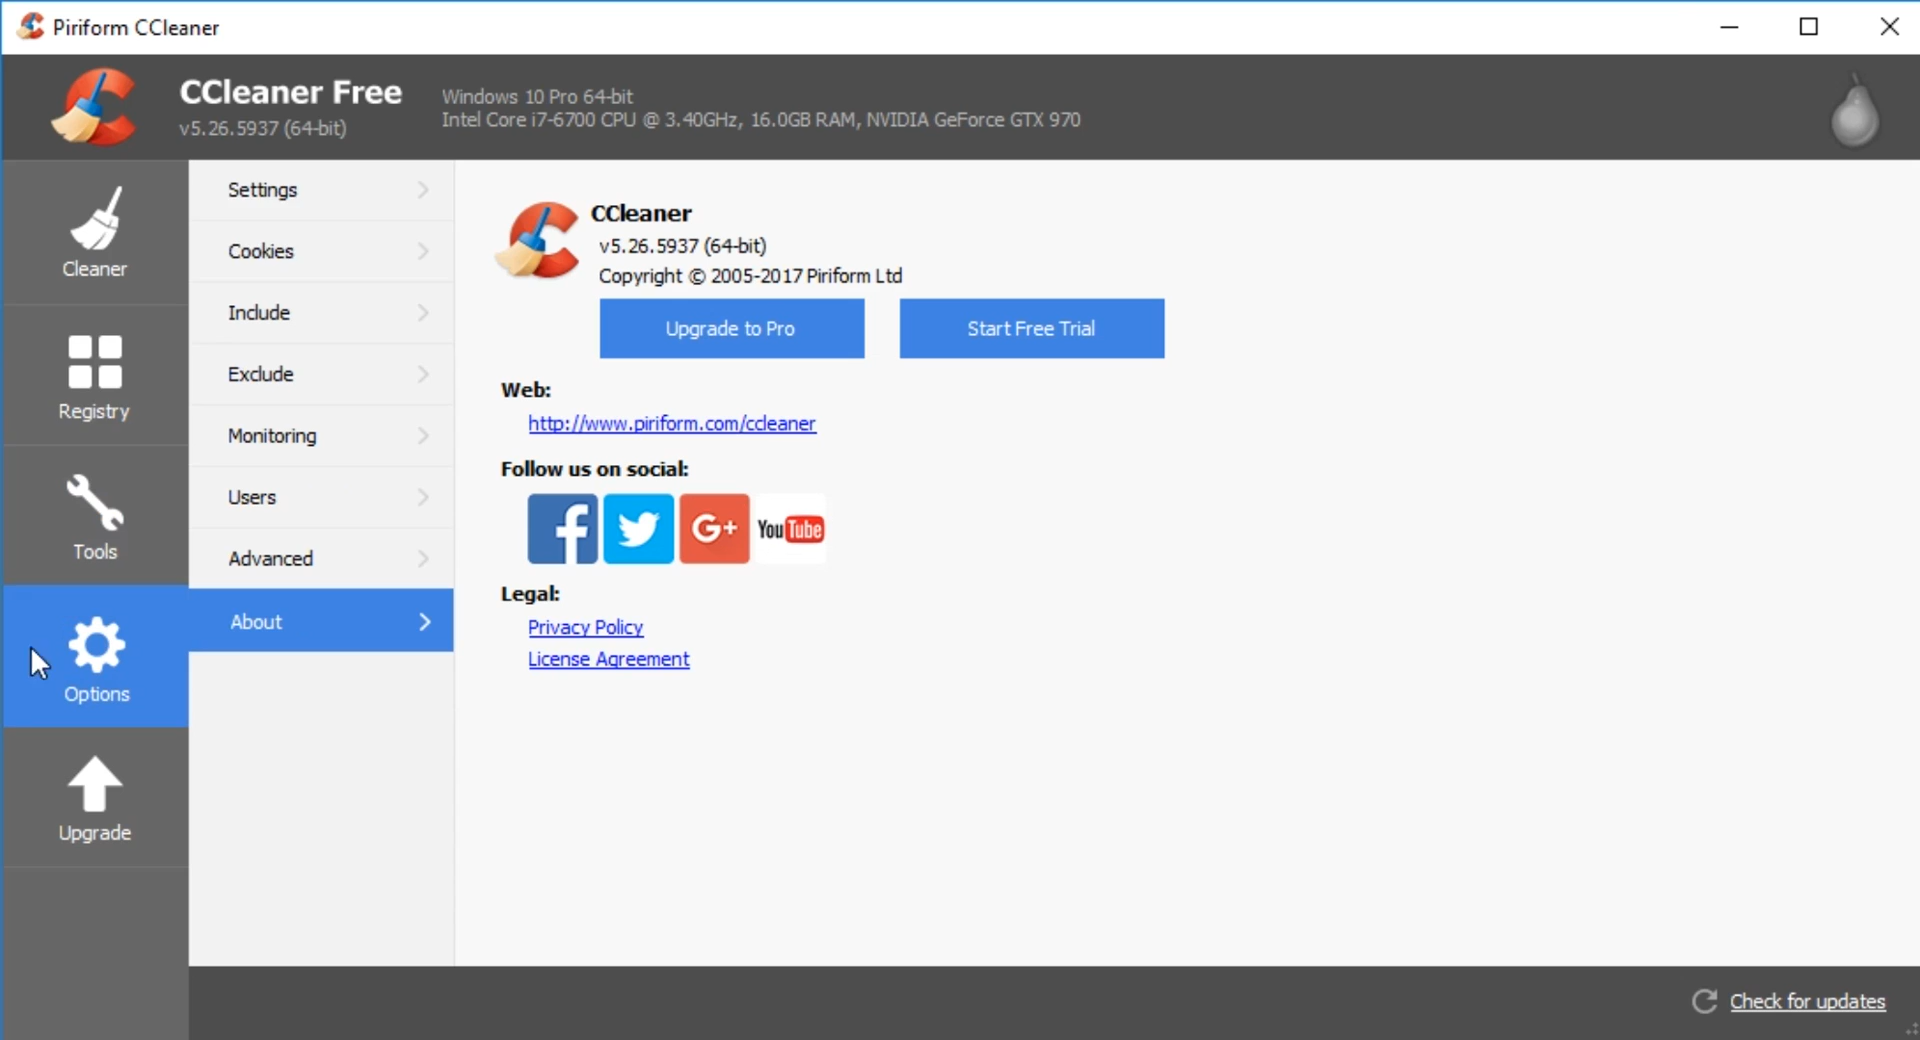 Piriform CCleaner
CCleaner Free
v5.26.5937 (64-bit)
Windows 10 Pro 64-bit
Intel Core i7-6700 CPU @ 3.40GHz, 16.0GB RAM, NVIDIA GeForce GTX 970
Cleaner
Registry
Tools
Options
Upgrade
Settings
Cookies
Include
Exclude
Monitoring
Users
Advanced
About
CCleaner
v5.26.5937 (64-bit)
Copyright © 2005-2017 Piriform Ltd
Upgrade to Pro
Start Free Trial
Web:
http://www.piriform.com/ccleaner
Follow us on social:
f
G+
YouTube
Legal:
Privacy Policy
License Agreement
Check for updates